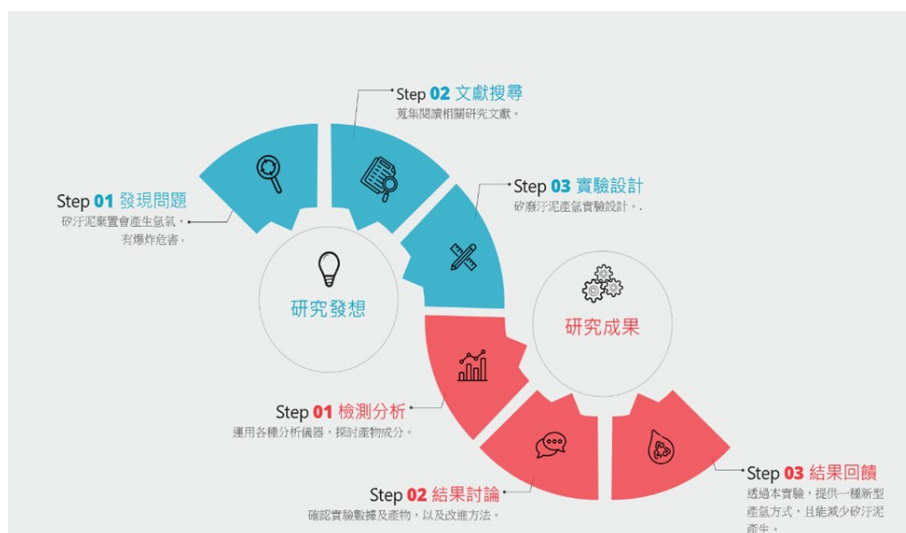 Step 01 發現問題
矽汙泥棄置會產生氫氣，
有爆炸危害。
Step 02 文獻搜尋
蒐集閱讀相關研究文獻。
Step 03 實驗設計
矽廢汙泥產氫實驗設計。.
研究發想
研究成果
Step 01 檢測分析
運用各種分析儀器，探討產物成分。
Step 02 結果討論
確認實驗數據及產物，以及改進方法。
Step 03 結果回饋
透過本實驗，提供一種新型
產氫方式，且能減少矽汙泥
產生。